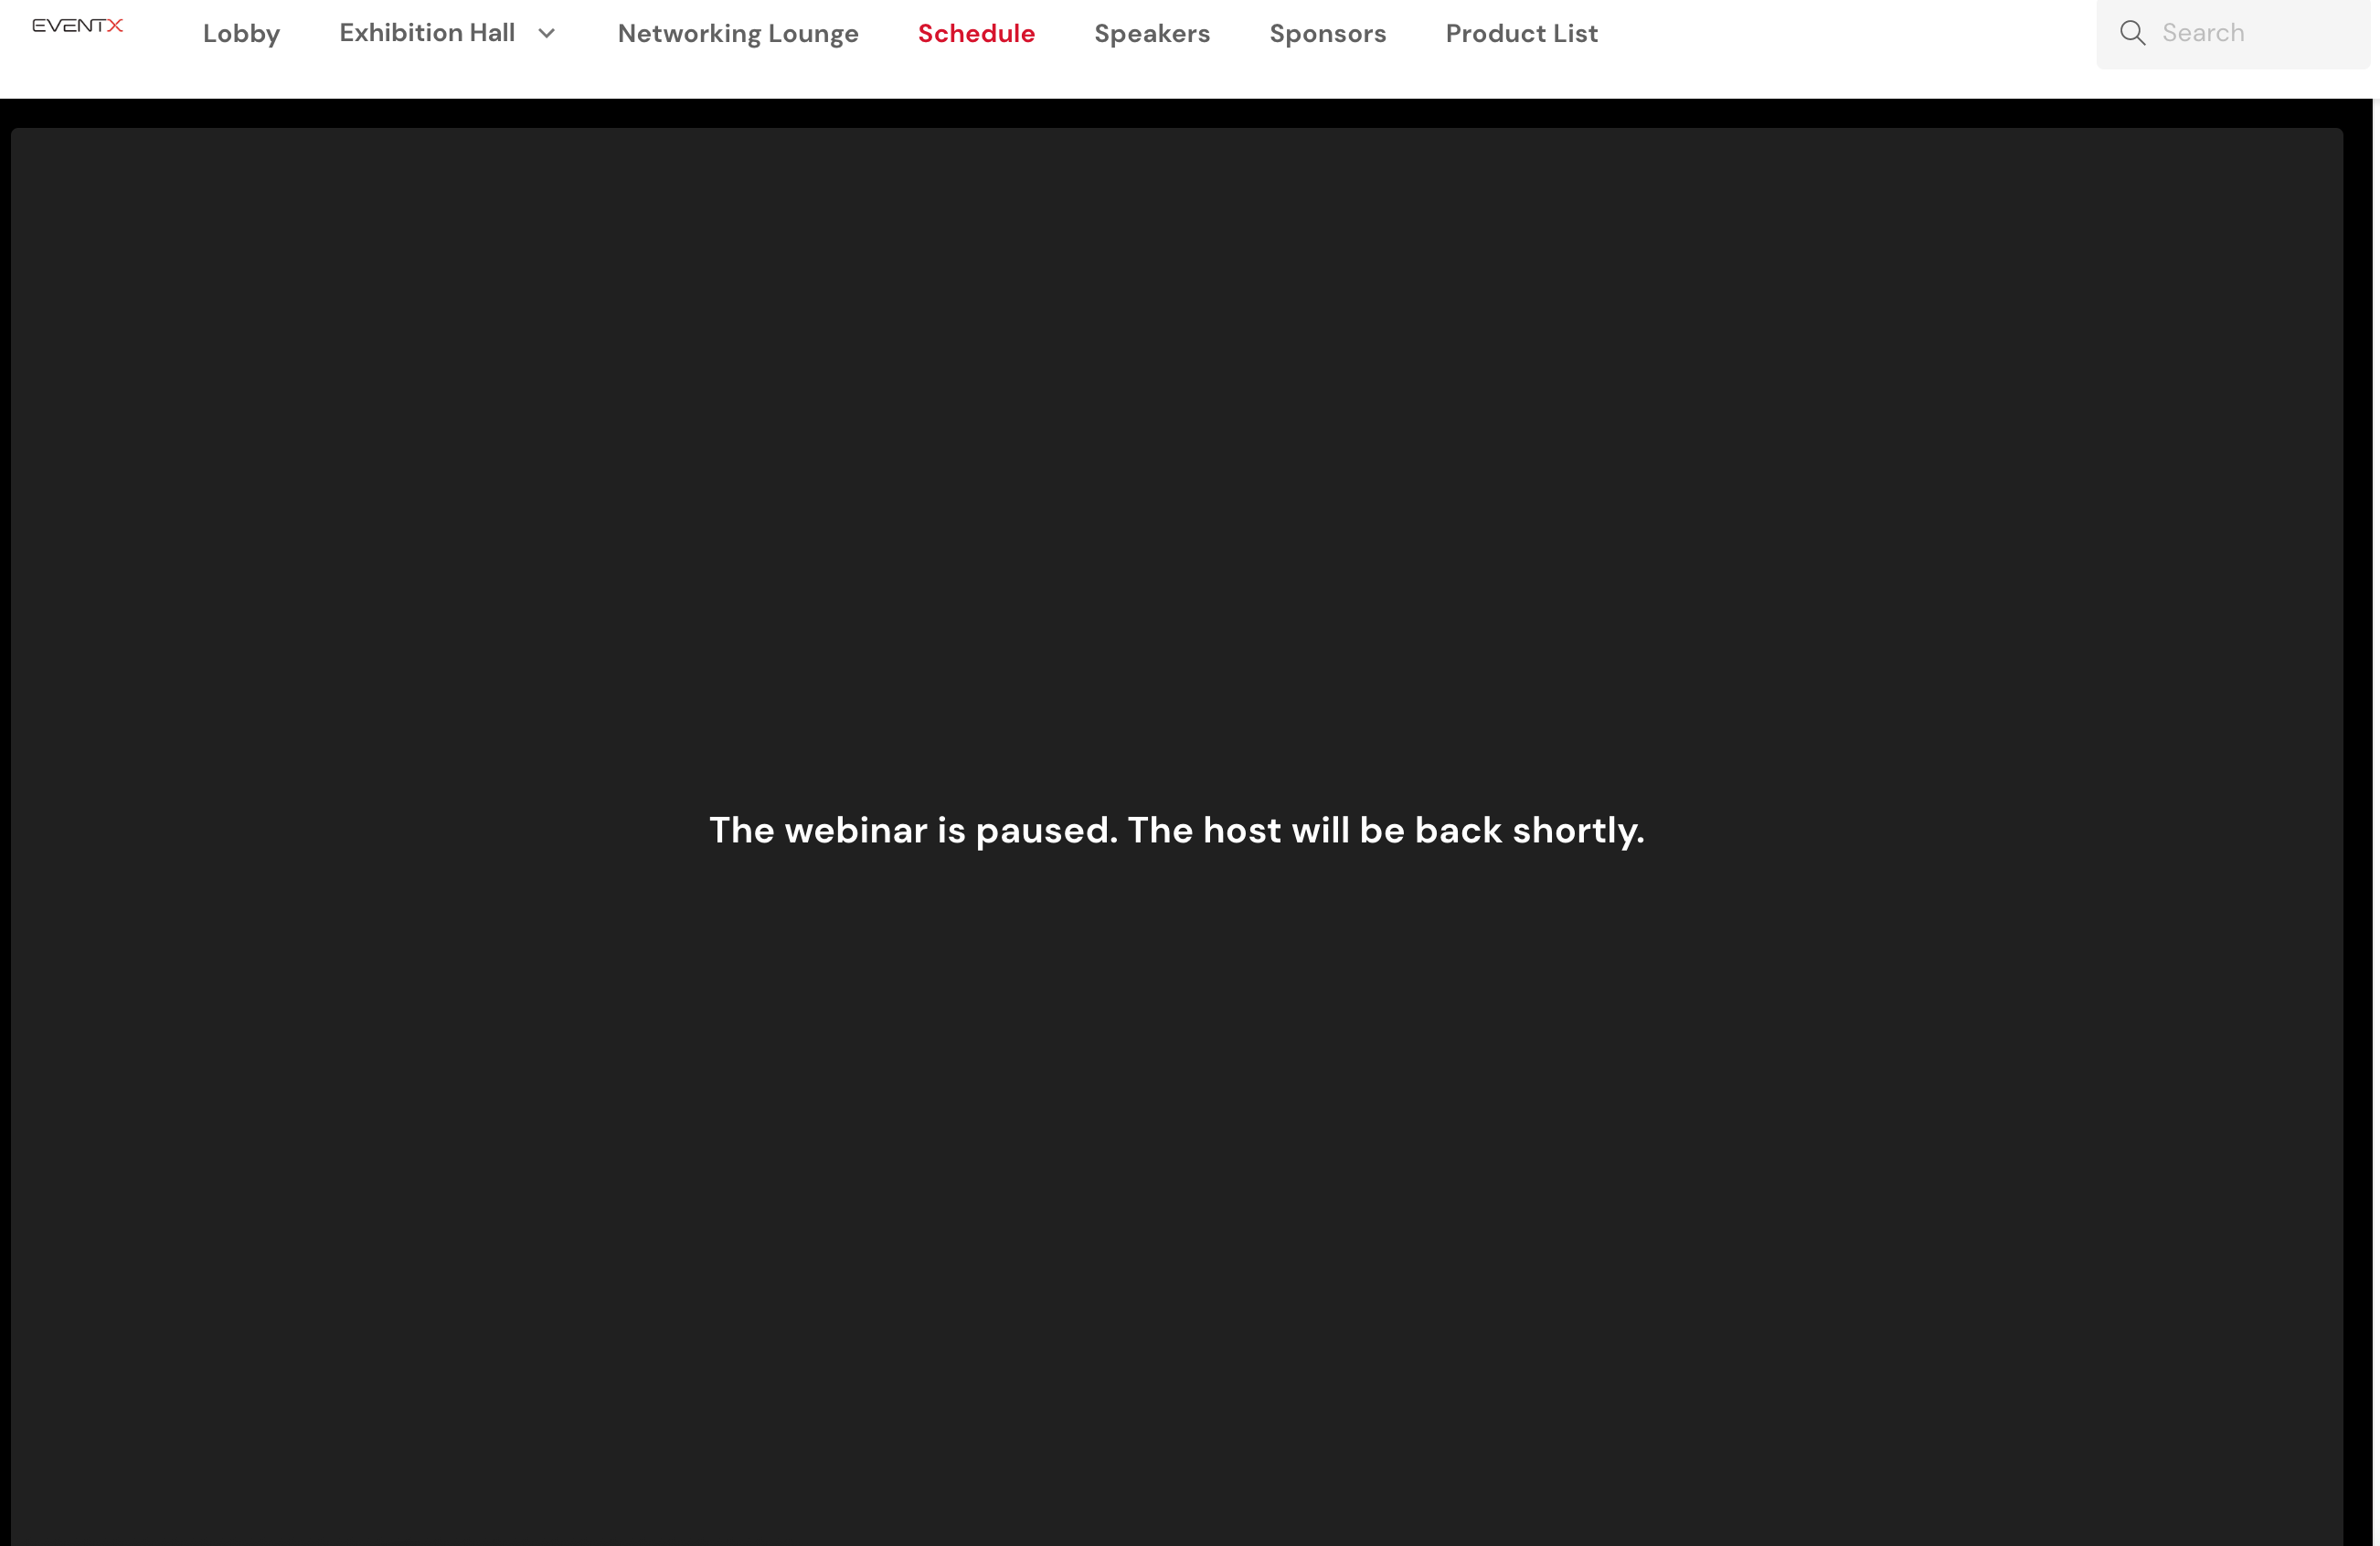 EVENTX
Lobby
Exhibition Hall
Networking Lounge
Schedule
Speakers
Sponsors
Product List
Search
The webinar is paused. The host will be back shortly.